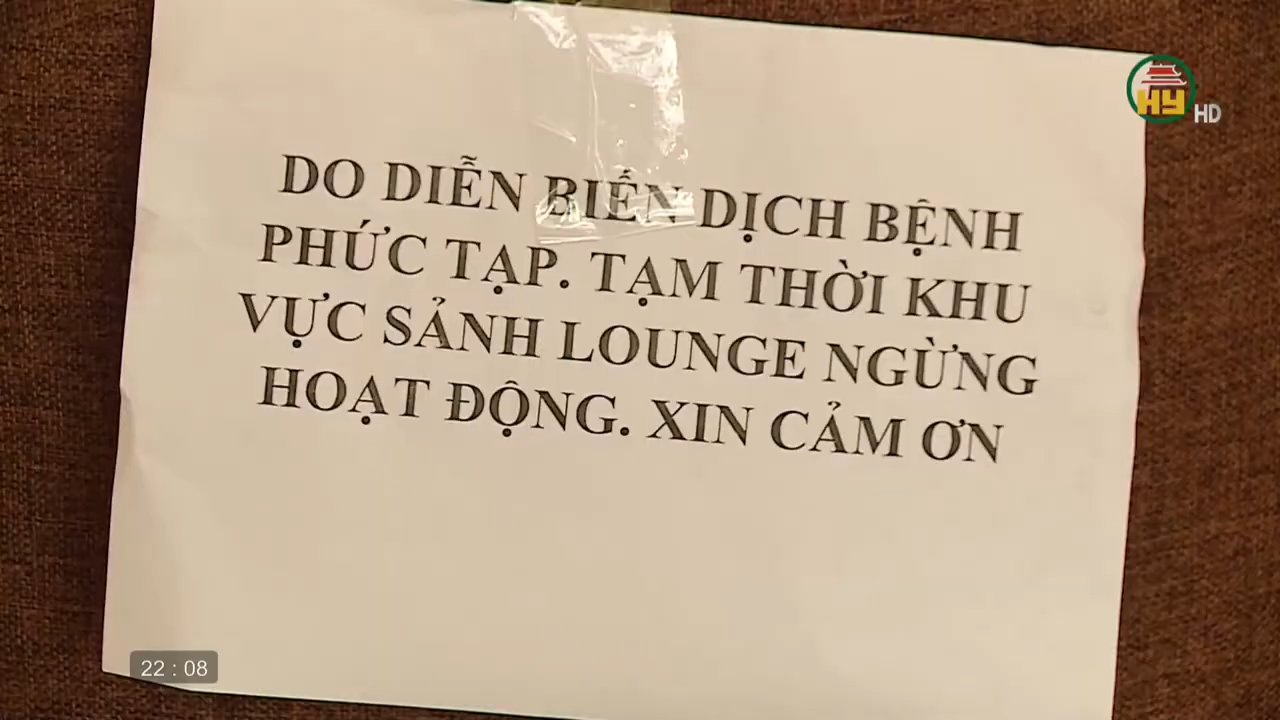 HY HD
DO DIỄN BIẾN DỊCH BỆNH
PHỨC TẠP. TẠM THỜI KHU
VỰC SẢNH LOUNGE NGỪNG
HOẠT ĐỘNG. XIN CẢM ƠN
22 : 08